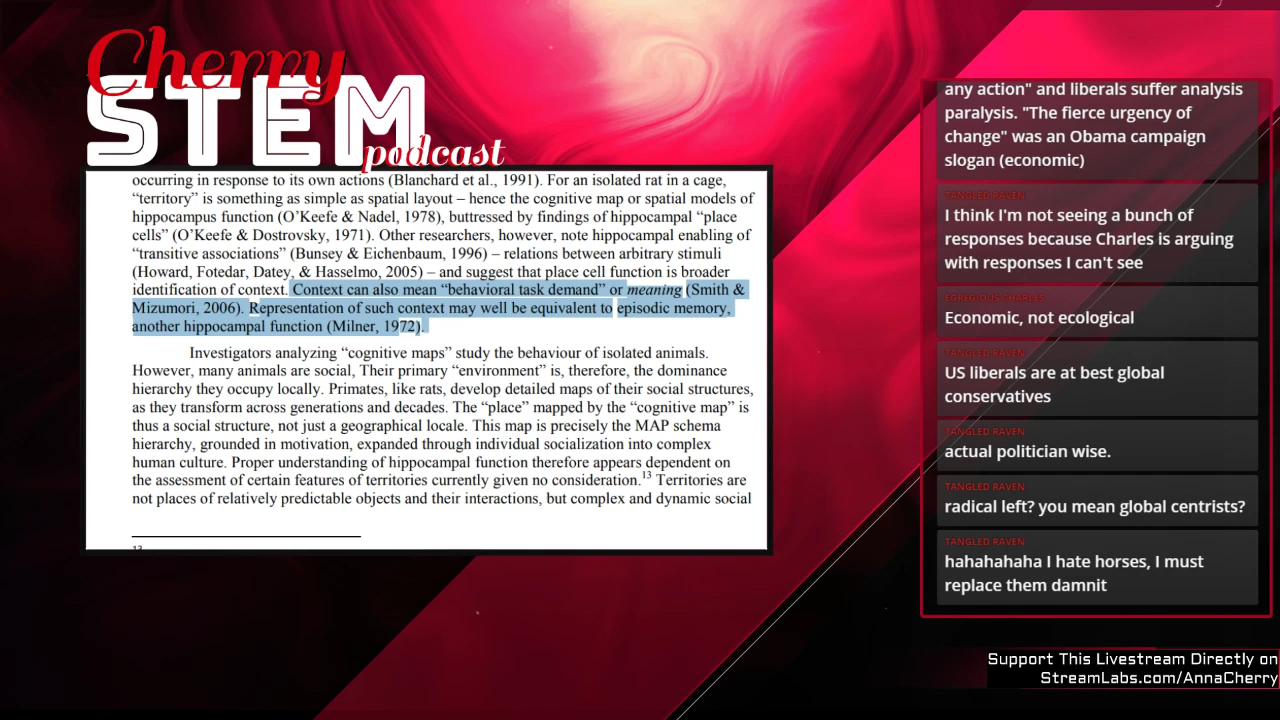 Cherry
STEM
podcast
occurring in response to its own actions (Blanchard et al., 1991). For an isolated rat in a cage,
“territory” is something as simple as spatial layout – hence the cognitive map or spatial models of
hippocampus function (O’Keefe & Nadel, 1978), buttressed by findings of hippocampal “place
cells” (O’Keefe & Dostrovsky, 1971). Other researchers, however, note hippocampal enabling of
“transitive associations” (Bunsey & Eichenbaum, 1996) – relations between arbitrary stimuli
(Howard, Fotedar, Datey, & Hasselmo, 2005) – and suggest that place cell function is broader
identification of context. Context can also mean “behavioral task demand” or meaning (Smith &
Mizumori, 2006). Representation of such context may well be equivalent to episodic memory,
another hippocampal function (Milner, 1972).
Investigators analyzing “cognitive maps” study the behaviour of isolated animals.
However, many animals are social, Their primary “environment” is, therefore, the dominance
hierarchy they occupy locally. Primates, like rats, develop detailed maps of their social structures,
as they transform across generations and decades. The “place” mapped by the “cognitive map” is
thus a social structure, not just a geographical locale. This map is precisely the MAP schema
hierarchy, grounded in motivation, expanded through individual socialization into complex
human culture. Proper understanding of hippocampal function therefore appears dependent on
the assessment of certain features of territories currently given no consideration.13 Territories are
not places of relatively predictable objects and their interactions, but complex and dynamic social
any action" and liberals suffer analysis
paralysis. "The fierce urgency of
change" was an Obama campaign
slogan (economic)
TANGLED RAVEN
I think I'm not seeing a bunch of
responses because Charles is arguing
with responses I can't see
EGREGIOUS CHARLES
Economic, not ecological
TANGLED RAVEN
US liberals are at best global
conservatives
TANGLED RAVEN
actual politician wise.
TANGLED RAVEN
radical left? you mean global centrists?
TANGLED RAVEN
hahahahaha I hate horses, I must
replace them damnit
Support This Livestream Directly on
StreamLabs.com/AnnaCherry